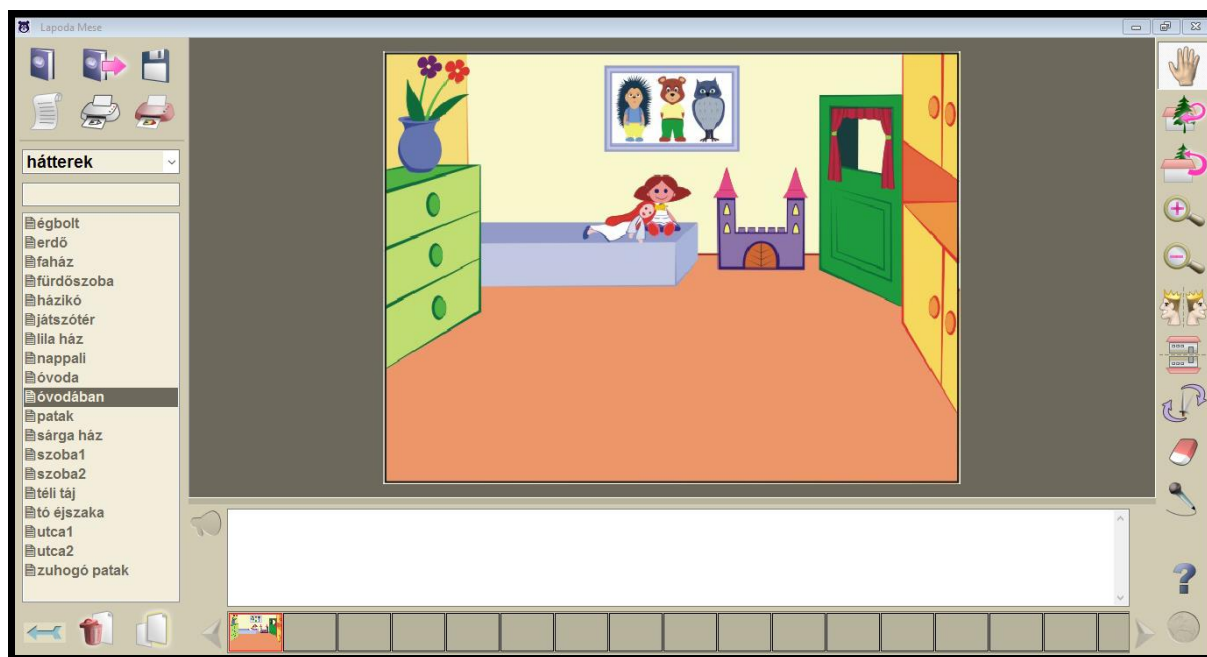 Lapoda Mese
hátterek
égbolt
erdő
faház
fürdőszoba
házikó
játszótér
lila ház
nappali
óvoda
óvodában
patak
sárga ház
szoba1
szoba2
téli táj
tó éjszaka
utca1
utca2
zuhogó patak